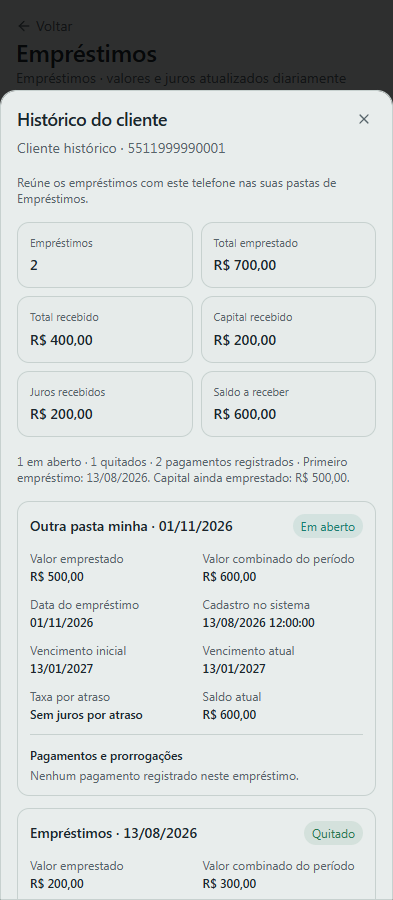 ← Voltar
Empréstimos
Empréstimos · valores e juros atualizados diariamente
Histórico do cliente
Cliente histórico · 5511999990001
Reúne os empréstimos com este telefone nas suas pastas de
Empréstimos.
Empréstimos
2
Total emprestado
R$ 700,00
Total recebido
R$ 400,00
Capital recebido
R$ 200,00
Juros recebidos
R$ 200,00
Saldo a receber
R$ 600,00
1 em aberto · 1 quitados · 2 pagamentos registrados · Primeiro
empréstimo: 13/08/2026. Capital ainda emprestado: R$ 500,00.
Outra pasta minha · 01/11/2026
Em aberto
Valor emprestado
R$ 500,00
Valor combinado do período
R$ 600,00
Data do empréstimo
01/11/2026
Cadastro no sistema
13/08/2026 12:00:00
Vencimento inicial
13/01/2027
Vencimento atual
13/01/2027
Taxa por atraso
Sem juros por atraso
Saldo atual
R$ 600,00
Pagamentos e prorrogações
Nenhum pagamento registrado neste empréstimo.
Empréstimos · 13/08/2026
Quitado
Valor emprestado
R$ 200,00
Valor combinado do período
R$ 300,00